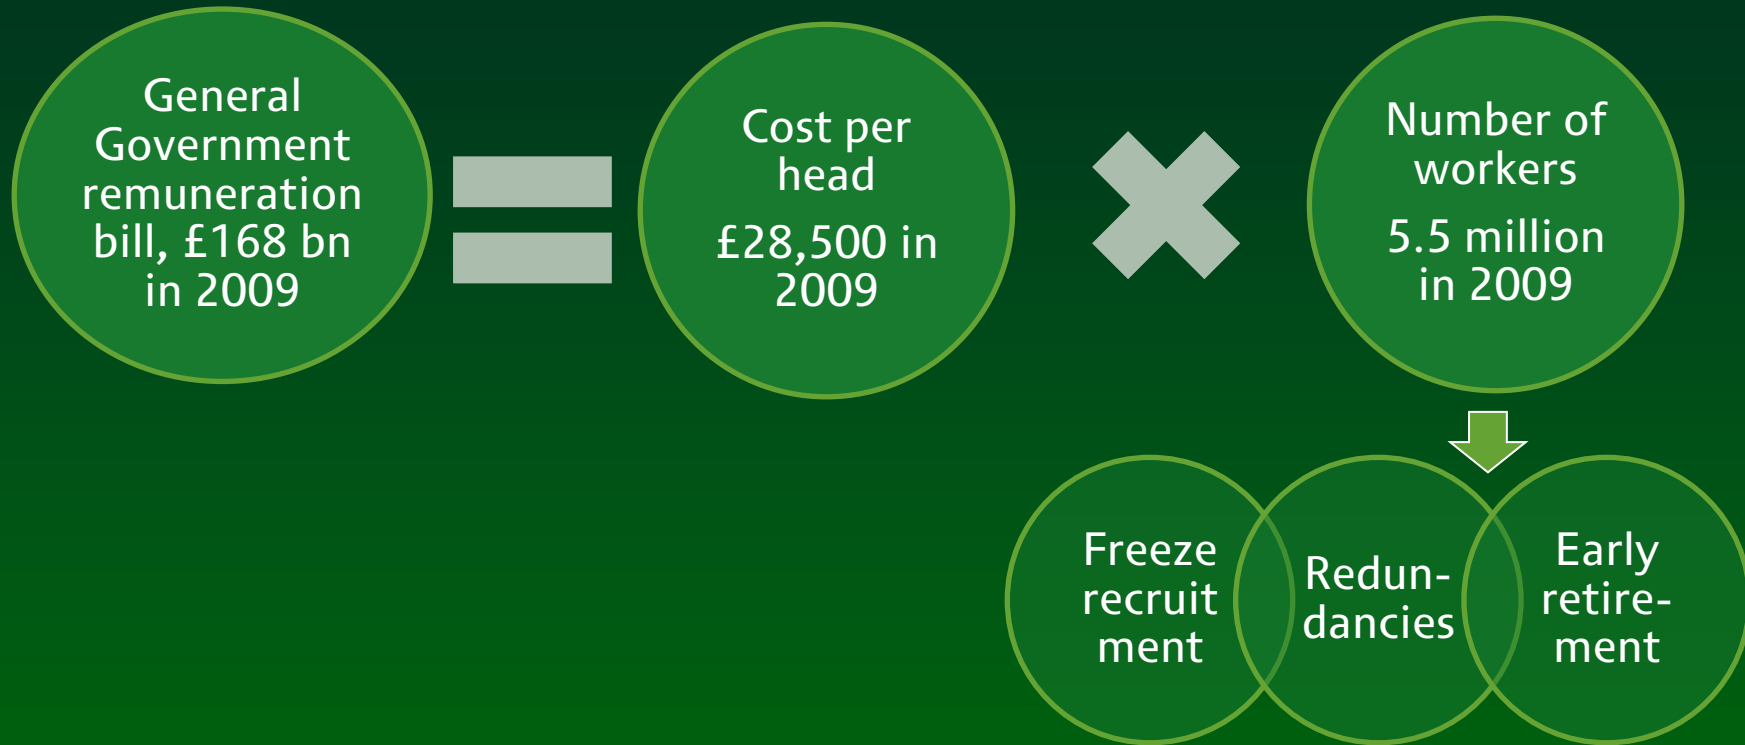 General
Government
remuneration
bill, £168 bn
in 2009
Cost per
head
£28,500 in
2009
Number of
workers
5.5 million
in 2009
Freeze
recruit
ment
Redun-
dancies
Early
retire-
ment